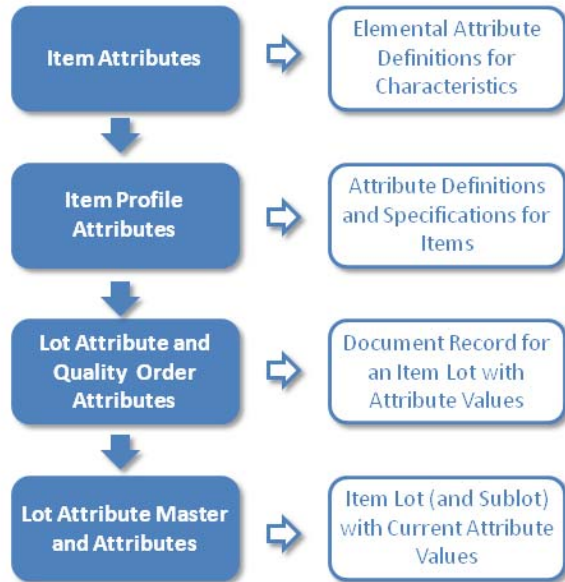 Item Attributes
Elemental Attribute
Definitions for
Characteristics
Item Profile
Attributes
Attribute Definitions
and Specifications for
Items
Lot Attribute and
Quality Order
Attributes
Document Record for
an Item Lot with
Attribute Values
Lot Attribute Master
and Attributes
Item Lot (and Sublot)
with Current Attribute
Values